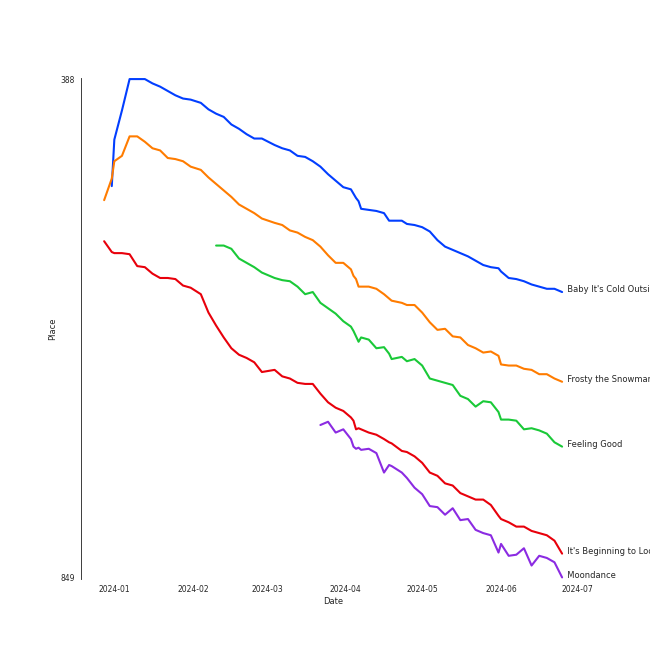 388
Baby It's Cold Outsi
Place
Frosty the Snowman
Feeling Good
It's Beginning to Loo
Moondance
849
2024-01 2024-02 2024-03 2024-04 2024-05 2024-06 2024-07
Date